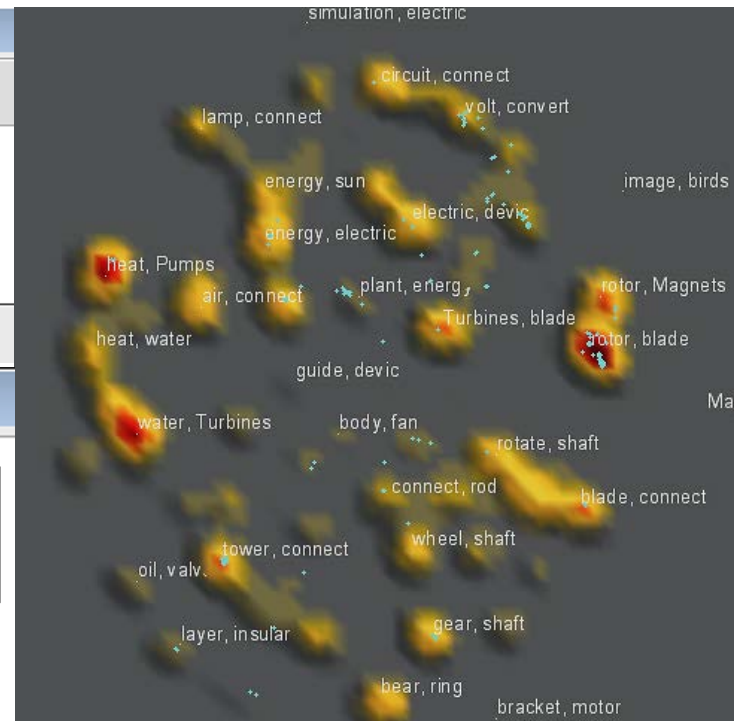 simulation, electric
circuit, connect
volt, convert
lamp, connect
energy, sun
image, birds
electric, devic
energy, electric
heat, Pumps
plant, energ
rotor, Magnets
air, connect
Turbines, blade
heat, water
rotor, blade
guide, devic
Ma
water, Turbines
body, fan
rotate, shaft
connect, rod
blade, connect
wheel, shaft
tower, connect
oil, valv
gear, shaft
layer, insular
bear, ring
bracket, motor